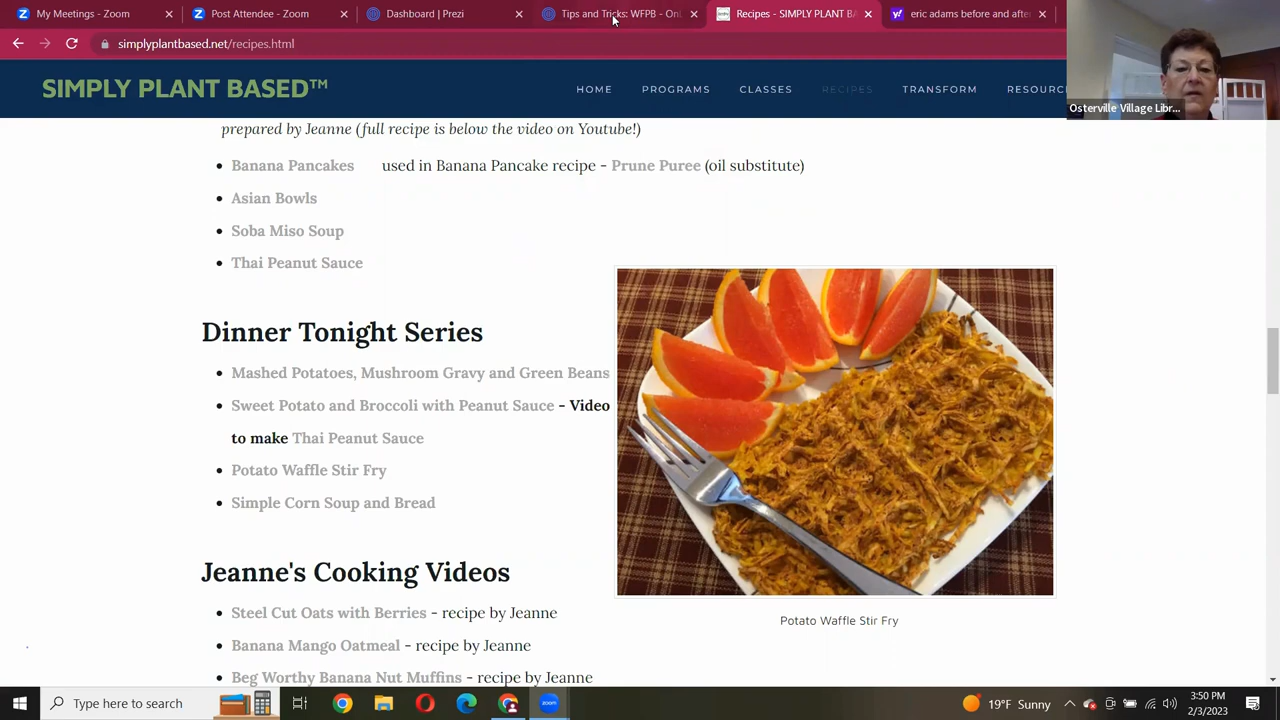 My Meetings - Zoom
Post Attendee - Zoom
Dashboard | Prezi
Tips and Tricks: WFPB - Onl
Recipes - SIMPLY PLANT BA
eric adams before and after
simplyplantbased.net/recipes.html
SIMPLY PLANT BASED™
HOME
PROGRAMS
CLASSES
RECIPES
TRANSFORM
RESOURC
Osterville Village Libr...
prepared by Jeanne (full recipe is below the video on Youtube!)
Banana Pancakes used in Banana Pancake recipe - Prune Puree (oil substitute)
Asian Bowls
Soba Miso Soup
Thai Peanut Sauce
Dinner Tonight Series
Mashed Potatoes, Mushroom Gravy and Green Beans
Sweet Potato and Broccoli with Peanut Sauce - Video
to make Thai Peanut Sauce
Potato Waffle Stir Fry
Simple Corn Soup and Bread
Potato Waffle Stir Fry
Jeanne's Cooking Videos
Steel Cut Oats with Berries - recipe by Jeanne
Banana Mango Oatmeal - recipe by Jeanne
Beg Worthy Banana Nut Muffins - recipe by Jeanne
Type here to search
zoom
19°F Sunny
3:50 PM
2/3/2023